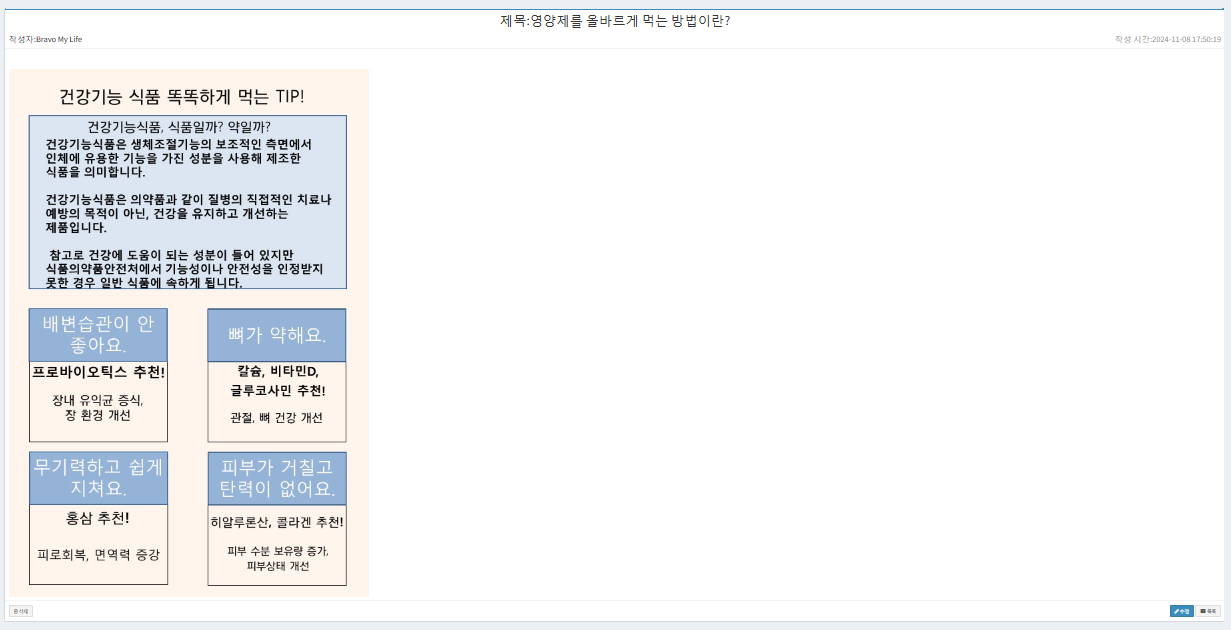 제목:영양제를 올바르게 먹는 방법이란?
작성자:Bravo My Life
작성 시간:2024-11-08 17:50:19
건강기능 식품 똑똑하게 먹는 TIP!
건강기능식품, 식품일까? 약일까?
건강기능식품은 생체조절기능의 보조적인 측면에서
인체에 유용한 기능을 가진 성분을 사용해 제조한
식품을 의미합니다.
건강기능식품은 의약품과 같이 질병의 직접적인 치료나
예방의 목적이 아닌, 건강을 유지하고 개선하는
제품입니다.
참고로 건강에 도움이 되는 성분이 들어 있지만
식품의약품안전처에서 기능성이나 안전성을 인정받지
못한 경우 일반 식품에 속하게 됩니다.
배변습관이 안
좋아요.
프로바이오틱스 추천!
장내 유익균 증식,
장 환경 개선
뼈가 약해요.
칼슘, 비타민D,
글루코사민 추천!
관절, 뼈 건강 개선
무기력하고 쉽게
지쳐요.
홍삼 추천!
피로회복, 면역력 증강
피부가 거칠고
탄력이 없어요.
히알루론산, 콜라겐 추천!
피부 수분 보유량 증가,
피부상태 개선
삭제
수정
목록